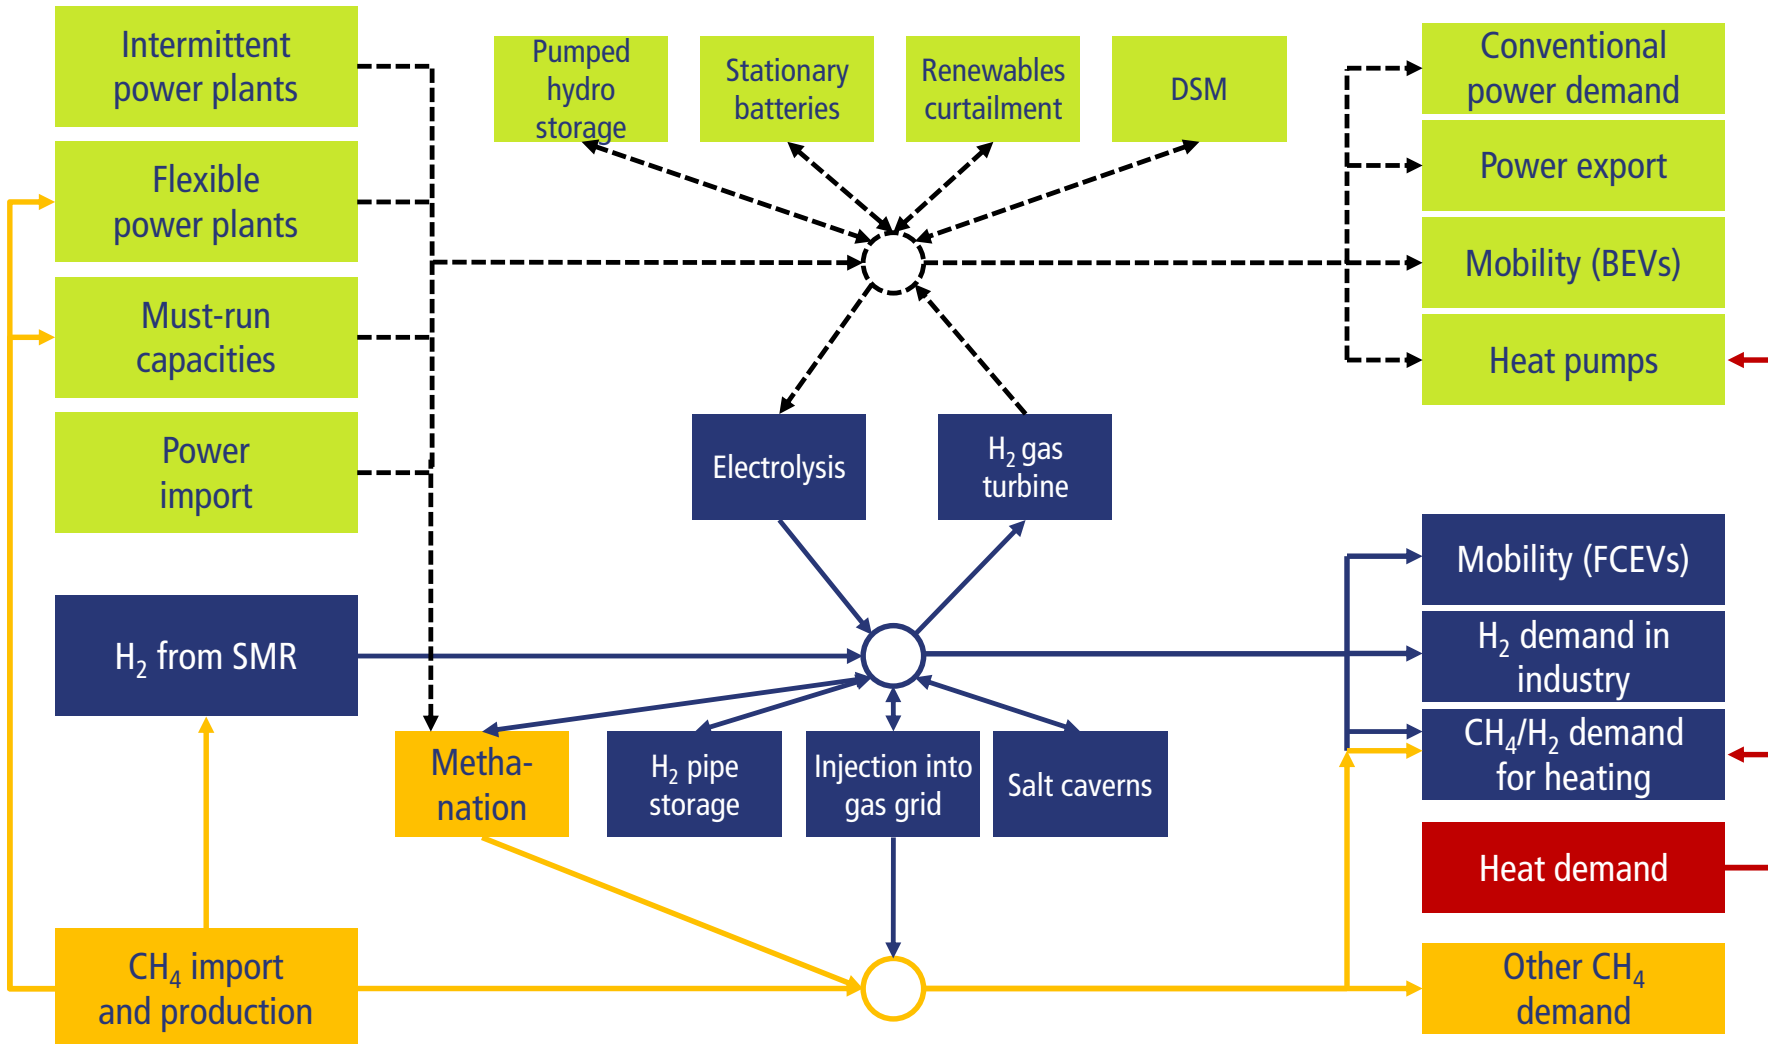 Intermittent
power plants
Flexible
power plants
Must-run
capacities
Power
import
H₂ from SMR
CH₄ import
and production
Pumped
hydro
storage
Stationary
batteries
Renewables
curtailment
DSM
Electrolysis
H₂ gas
turbine
Metha-
nation
H₂ pipe
storage
Injection into
gas grid
Salt caverns
Conventional
power demand
Power export
Mobility (BEVs)
Heat pumps
Mobility (FCEVs)
H₂ demand in
industry
CH₄/H₂ demand
for heating
Heat demand
Other CH₄
demand